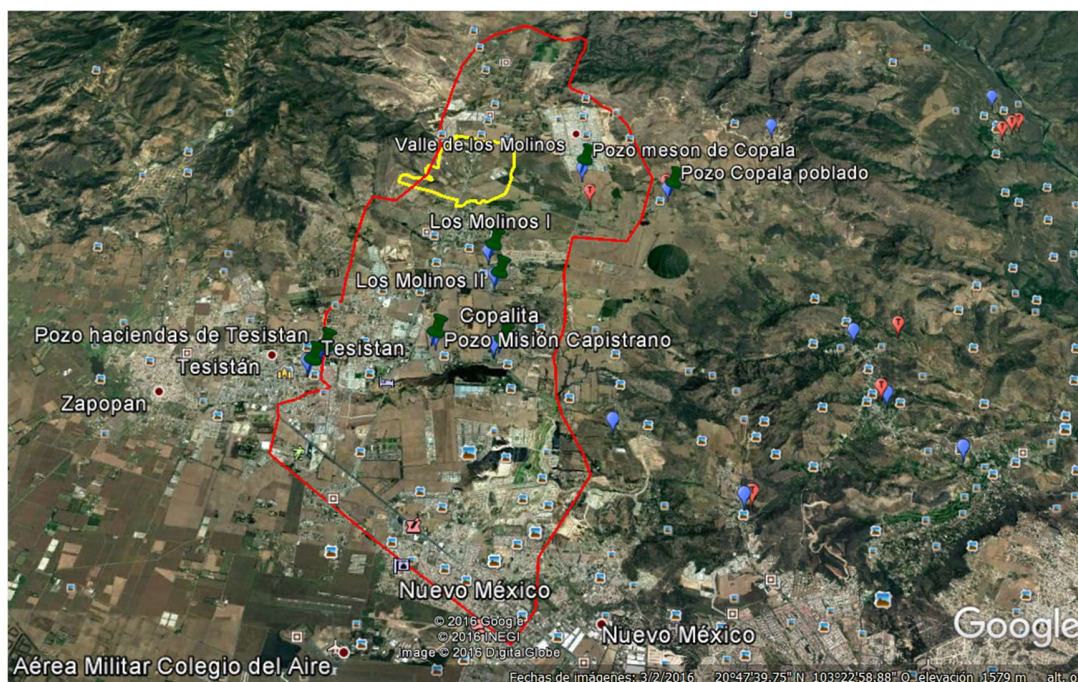 Valle de los Molinos
Pozo meson de Copala
Pozo Copala poblado
Los Molinos I
Los Molinos II
Copalita
Pozo haciendas de Tesistan
Pozo Misión Capistrano
Tesistan
Tesistán
Zapopan
Nuevo México
© 2016 Google
© 2016 INEGI
Image © 2016 Digital Globe
Nuevo México
Google
Aérea Militar Colegio del Aire
Fechas de imágenes: 3/2/2016 20°47'39.75" N 103°22'58.88" O elevación 1579 m alt. o